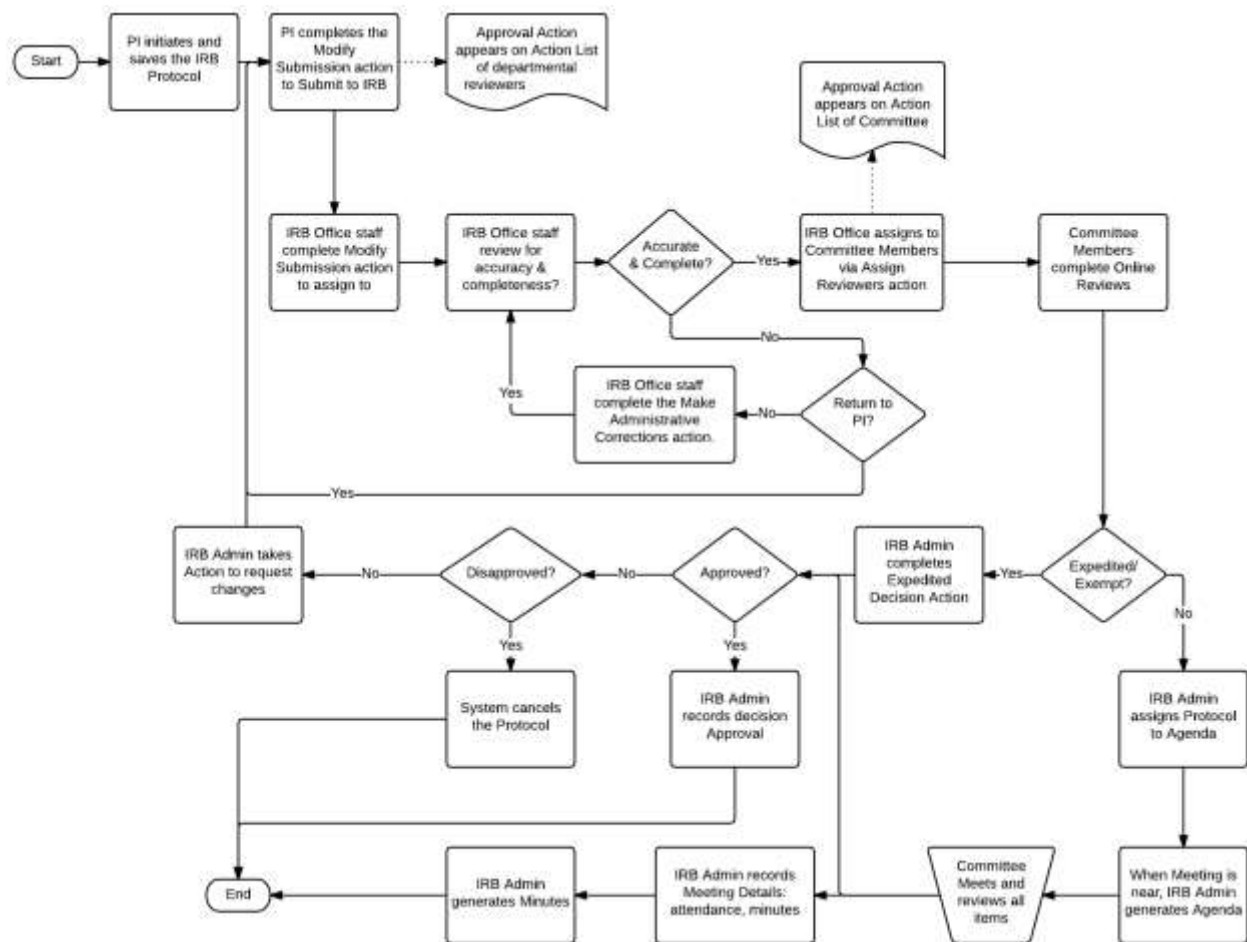 Start
PI initiates and
saves the IRB
Protocol
PI completes the
Modify
Submission action
to Submit to IRB
Approval Action
appears on Action List
of departmental
reviewers
Approval Action
appears on Action
List of Committee
IRB Office staff
complete Modify
Submission action
to assign to
IRB Office staff
review for
accuracy &
completeness?
Accurate
& Complete?
Yes
IRB Office assigns to
Committee Members
via Assign
Reviewers action
Committee
Members
complete Online
Reviews
No
IRB Office staff
complete the Make
Administrative
Corrections action.
Yes
No
Return to
PI?
Yes
IRB Admin takes
Action to request
changes
No
Disapproved?
No
Approved?
IRB Admin
completes
Expedited
Decision Action
Yes
Expedited/
Exempt?
No
Yes
Yes
System cancels
the Protocol
IRB Admin
records decision
Approval
IRB Admin
assigns Protocol
to Agenda
End
IRB Admin
generates Minutes
IRB Admin records
Meeting Details:
attendance, minutes
Committee
Meets and
reviews all
items
When Meeting is
near, IRB Admin
generates Agenda